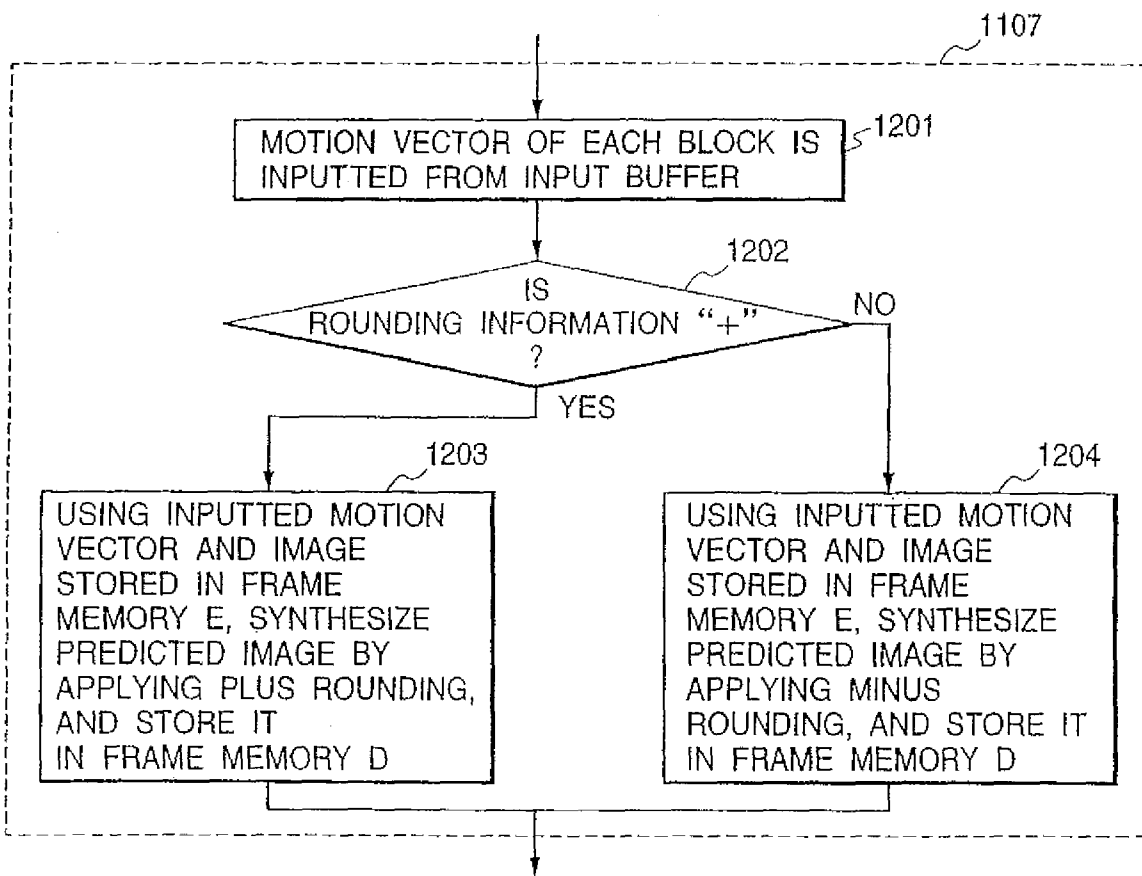 1107
MOTION VECTOR OF EACH BLOCK IS
INPUTTED FROM INPUT BUFFER
1201
1202
IS
ROUNDING INFORMATION “+”
?
NO
YES
1203
USING INPUTTED MOTION
VECTOR AND IMAGE
STORED IN FRAME
MEMORY E, SYNTHESIZE
PREDICTED IMAGE BY
APPLYING PLUS ROUNDING,
AND STORE IT
IN FRAME MEMORY D
1204
USING INPUTTED MOTION
VECTOR AND IMAGE
STORED IN FRAME
MEMORY E, SYNTHESIZE
PREDICTED IMAGE BY
APPLYING MINUS
ROUNDING, AND STORE IT
IN FRAME MEMORY D